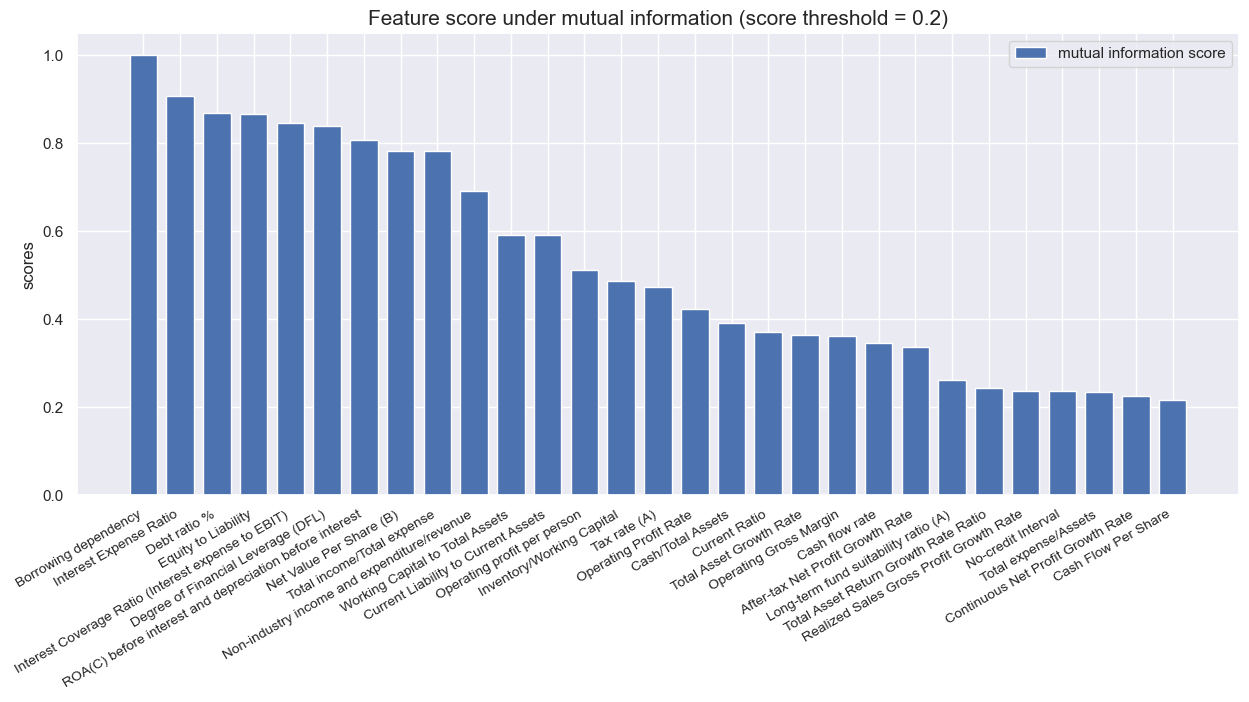 Feature score under mutual information (score threshold = 0.2)
mutual information score
scores
1.0
0.8
0.6
0.4
0.2
0.0
Borrowing dependency
Interest Expense Ratio
Debt ratio %
Equity to Liability
Interest Coverage Ratio (Interest expense to EBIT)
Degree of Financial Leverage (DFL)
ROA(C) before interest and depreciation before interest
Net Value Per Share (B)
Total income/Total expense
Non-industry income and expenditure/revenue
Working Capital to Total Assets
Current Liability to Current Assets
Operating profit per person
Inventory/Working Capital
Tax rate (A)
Operating Profit Rate
Cash/Total Assets
Current Ratio
Total Asset Growth Rate
Operating Gross Margin
Cash flow rate
After-tax Net Profit Growth Rate
Long-term fund suitability ratio (A)
Total Asset Return Growth Rate Ratio
Realized Sales Gross Profit Growth Rate
No-credit Interval
Total expense/Assets
Continuous Net Profit Growth Rate
Cash Flow Per Share